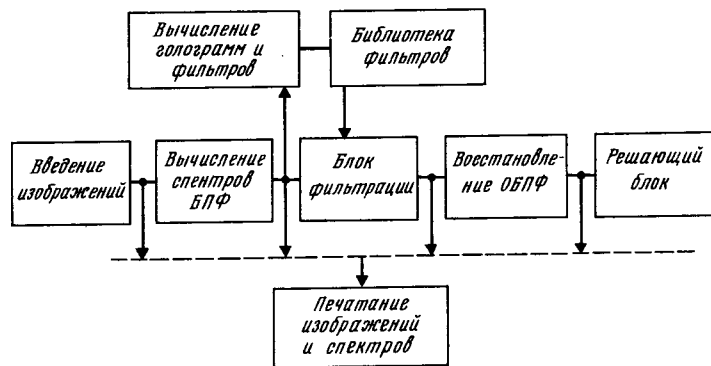 Вычисление
голограмм и
фильтров
Библиотека
фильтров
Введение
изображений
Вычисление
спектров
БПФ
Блок
фильтрации
Восстановле-
ние ОБПФ
Решающий
блок
Печатание
изображений
и спектров